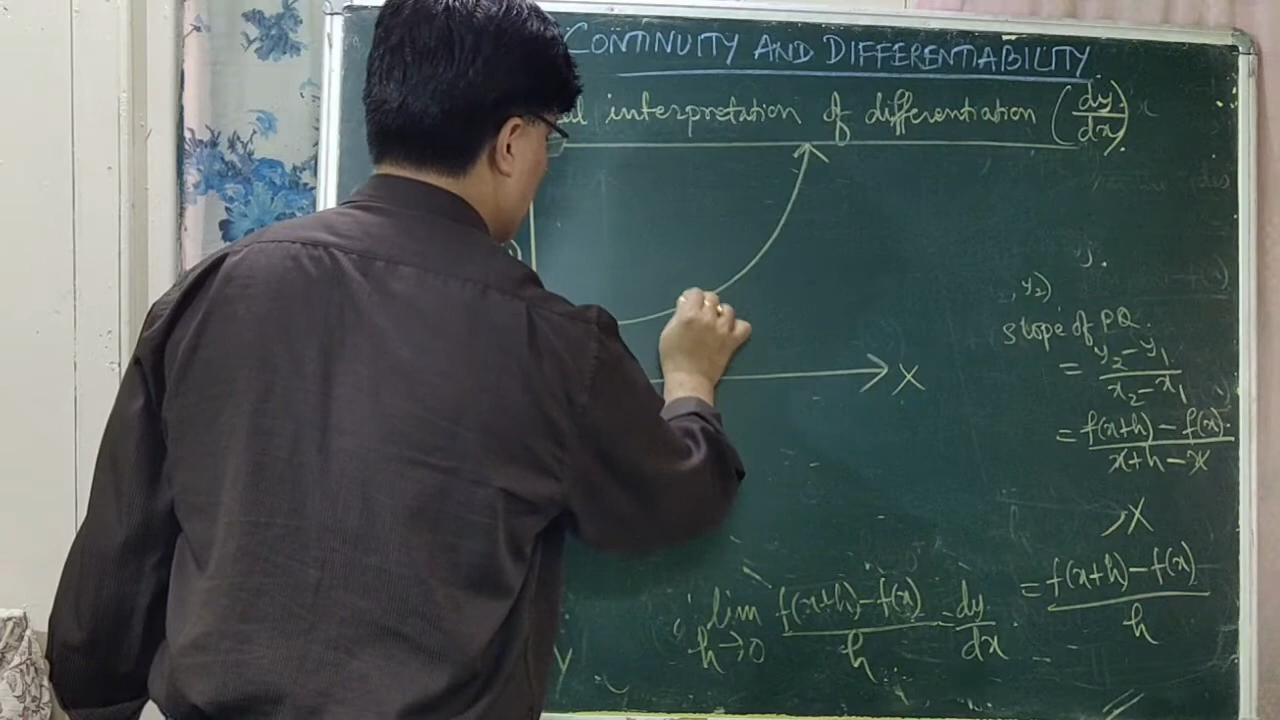 CONTINUITY AND DIFFERENTIABILITY
interpretation of differentiation (dy/dx)
y.
, y2)
slope of PQ.
= y2-y1/x2-x1
X
= f(x+h) - f(x)/x+h-x
X
lim h→0 f(x+h)-f(x)/h = dy/dx
= f(x+h)-f(x)/h
Y